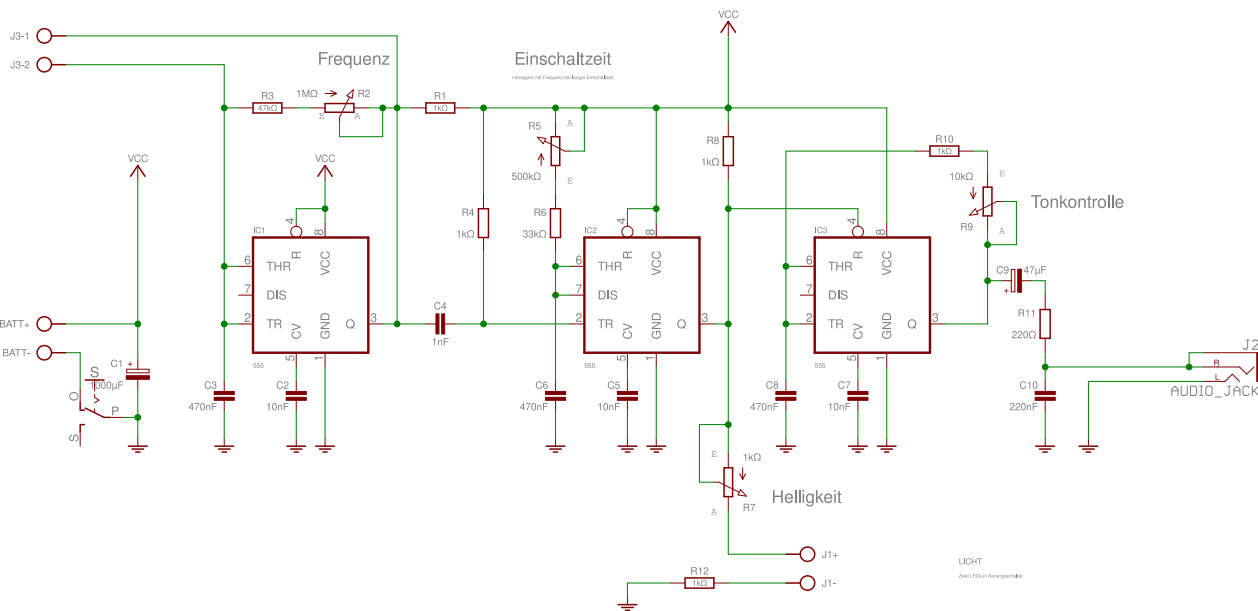 J3-1
J3-2
VCC
Frequenz
Einschaltzeit
Interagiert mit Frequenz bei langer Einschaltzeit
R3
47kΩ
1MΩ
R2
E
A
R1
1kΩ
R5
A
500kΩ
E
R8
1kΩ
R10
1kΩ
VCC
VCC
R4
1kΩ
R6
33kΩ
10kΩ
E
R9
A
Tonkontrolle
IC1
4
8
R
VCC
6
THR
7
DIS
2
TR
CV
GND
Q
3
5
1
555
IC2
4
8
R
VCC
6
THR
7
DIS
2
TR
CV
GND
Q
3
5
1
555
IC3
4
8
R
VCC
6
THR
7
DIS
2
TR
CV
GND
Q
3
5
1
555
C9
47µF
R11
220Ω
BATT+
BATT-
C4
1nF
C1
+
1000µF
S
O
P
S
C3
470nF
C2
10nF
C6
470nF
C5
10nF
C8
470nF
C7
10nF
C10
220nF
J2
R
L
AUDIO_JACK
E
1kΩ
A
R7
Helligkeit
J1+
R12
1kΩ
J1-
LICHT
Zwei LEDs in Serie geschaltet